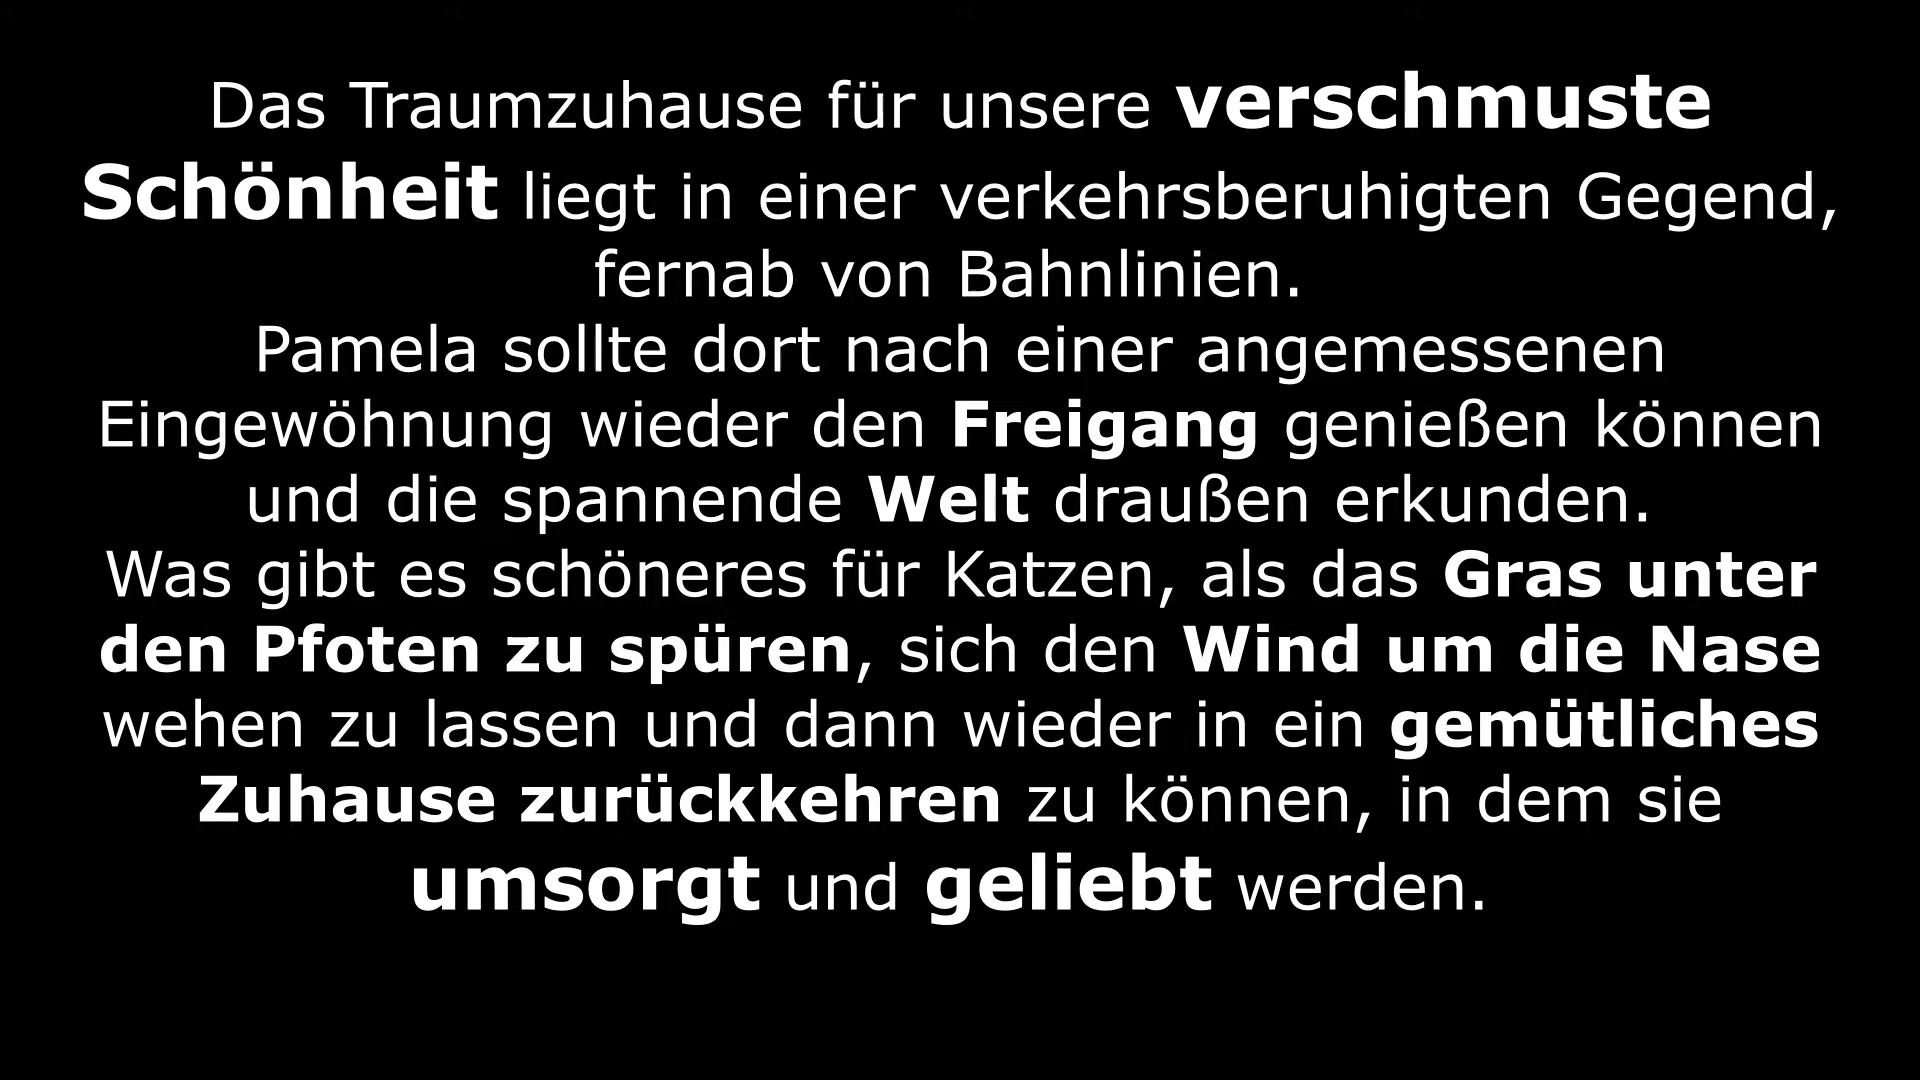 Das Traumzuhause für unsere verschmuste
Schönheit liegt in einer verkehrsberuhigten Gegend,
fernab von Bahnlinien.
Pamela sollte dort nach einer angemessenen
Eingewöhnung wieder den Freigang genießen können
und die spannende Welt draußen erkunden.
Was gibt es schöneres für Katzen, als das Gras unter
den Pfoten zu spüren, sich den Wind um die Nase
wehen zu lassen und dann wieder in ein gemütliches
Zuhause zurückkehren zu können, in dem sie
umsorgt und geliebt werden.